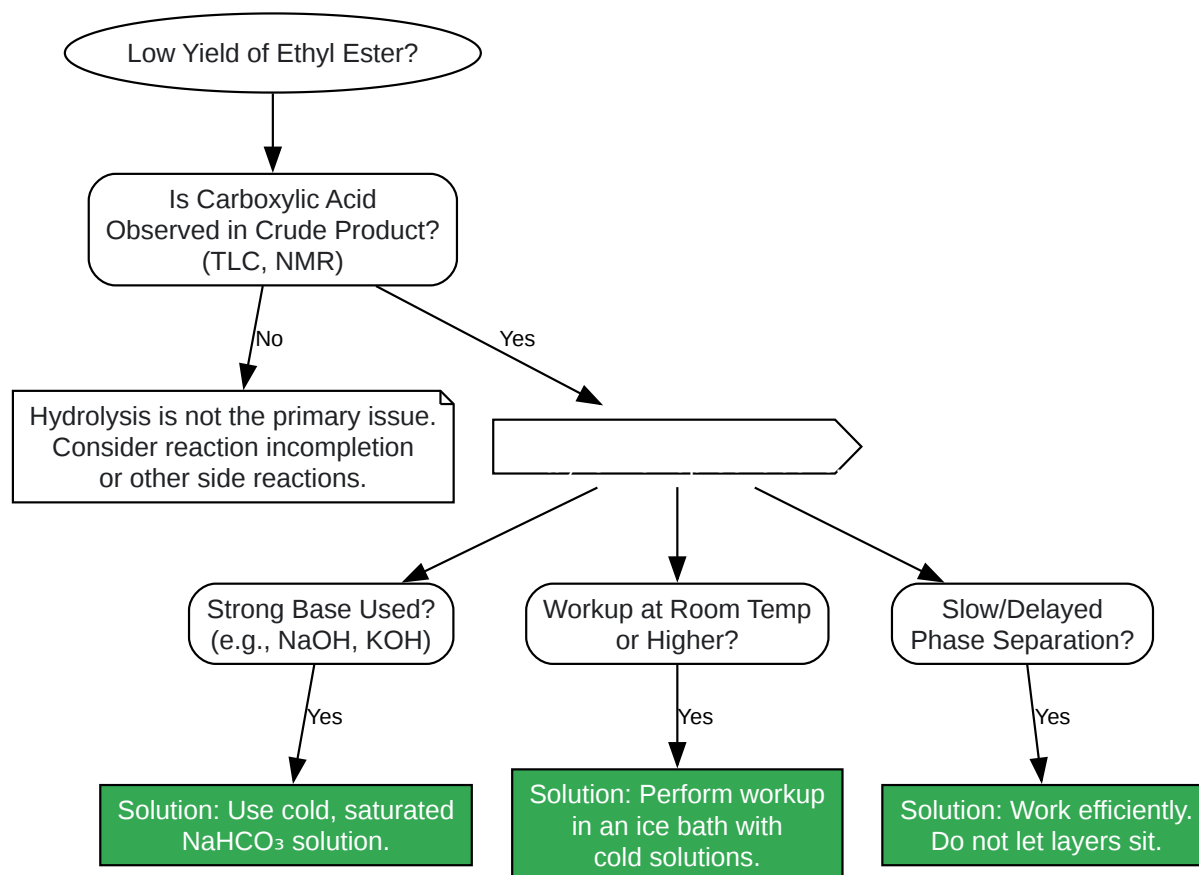 Low Yield of Ethyl Ester?
Is Carboxylic Acid
Observed in Crude Product?
(TLC, NMR)
No
Yes
Hydrolysis is not the primary issue.
Consider reaction incompletion
or other side reactions.
Strong Base Used?
(e.g., NaOH, KOH)
Workup at Room Temp
or Higher?
Slow/Delayed
Phase Separation?
Yes
Yes
Yes
Solution: Use cold, saturated
NaHCO₃ solution.
Solution: Perform workup
in an ice bath with
cold solutions.
Solution: Work efficiently.
Do not let layers sit.